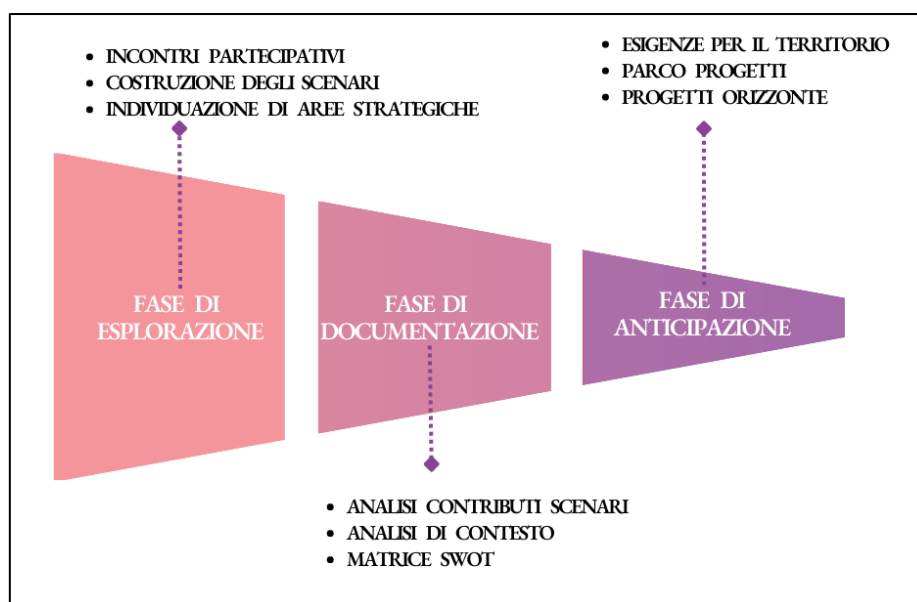 • INCONTRI PARTECIPATIVI
• COSTRUZIONE DEGLI SCENARI
• INDIVIDUAZIONE DI AREE STRATEGICHE
• ESIGENZE PER IL TERRITORIO
• PARCO PROGETTI
• PROGETTI ORIZZONTE
FASE DI
ESPLORAZIONE
FASE DI
DOCUMENTAZIONE
FASE DI
ANTICIPAZIONE
• ANALISI CONTRIBUTI SCENARI
• ANALISI DI CONTESTO
• MATRICE SWOT